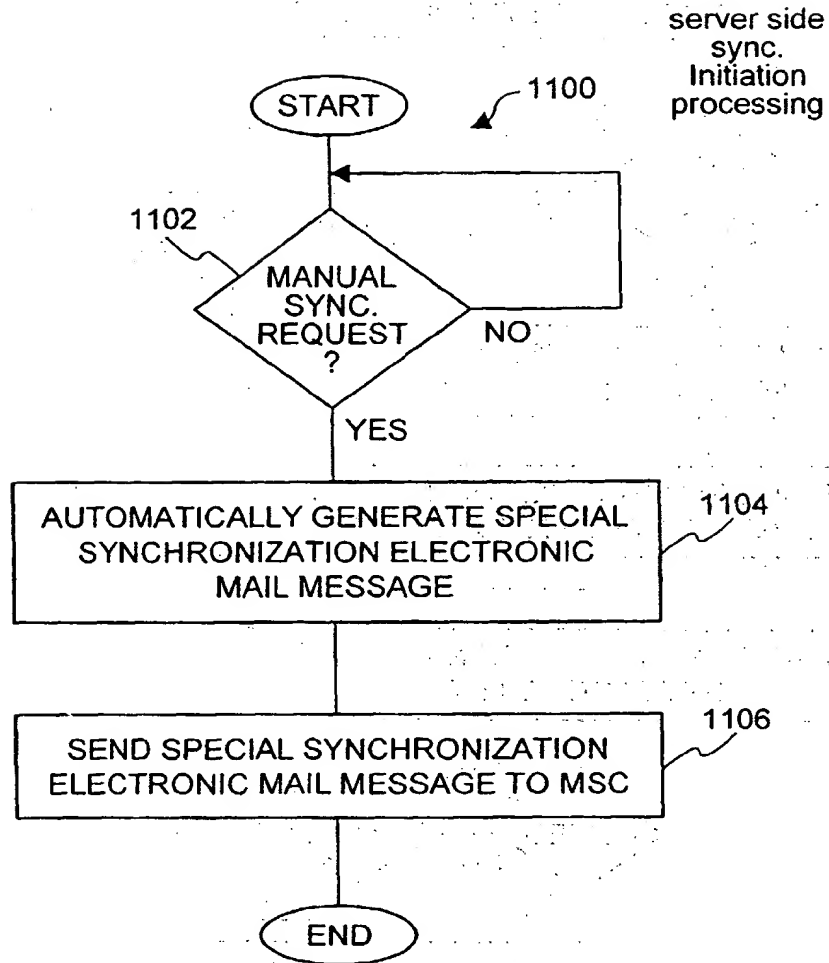 server side
sync.
Initiation
processing
START
1100
1102
MANUAL
SYNC.
REQUEST
?
NO
YES
AUTOMATICALLY GENERATE SPECIAL
SYNCHRONIZATION ELECTRONIC
MAIL MESSAGE
1104
SEND SPECIAL SYNCHRONIZATION
ELECTRONIC MAIL MESSAGE TO MSC
1106
END